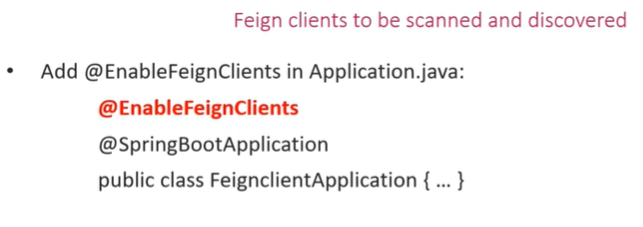 Feign clients to be scanned and discovered
• Add @EnableFeignClients in Application.java:
@EnableFeignClients
@SpringBootApplication
public class FeignclientApplication { ... }